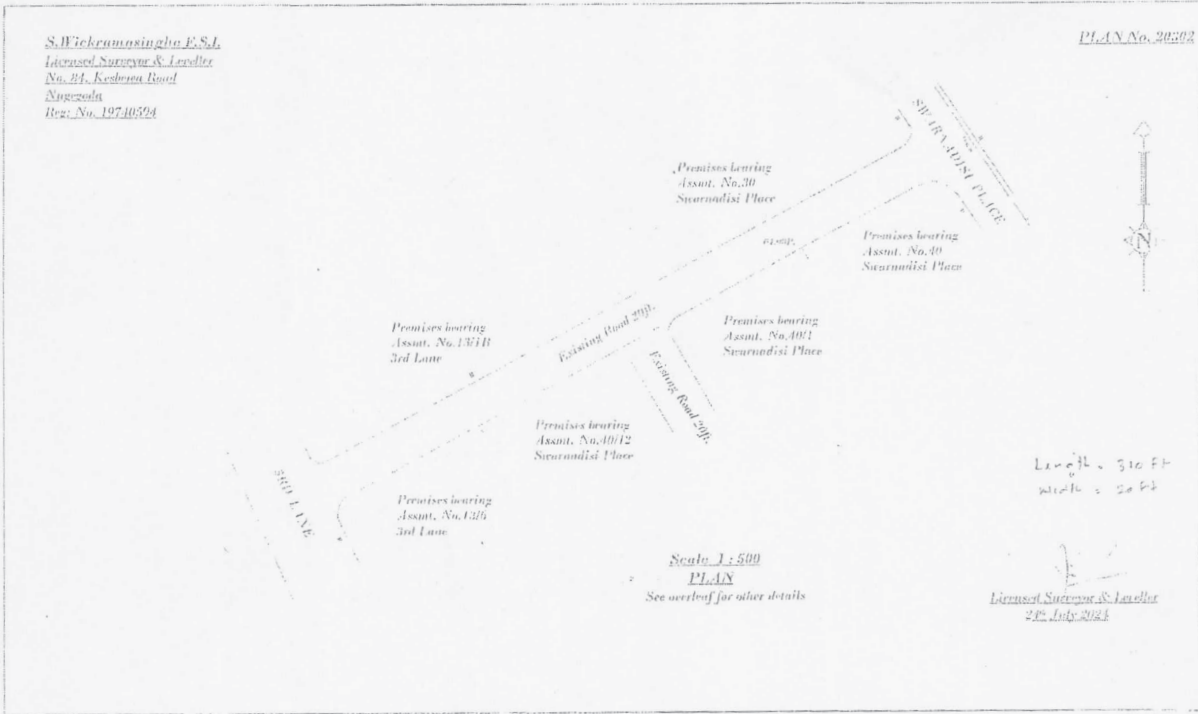 S.Wickramasinghe F.S.I.
Licensed Surveyor & Leveller
No. 84, Kesbewa Road
Nugegoda
Reg: No. 19740594
PLAN No. 20302
SWARNADISI PLACE
Premises bearing
Assmt. No.30
Swarnadisi Place
N
Premises bearing
Assmt. No.40
Swarnadisi Place
Premises bearing
Assmt. No.13/1B
3rd Lane
Existing Road 20ft.
Premises bearing
Assmt. No.40/1
Swarnadisi Place
Existing Road 20ft.
Premises bearing
Assmt. No.40/12
Swarnadisi Place
3RD LANE
Premises bearing
Assmt. No.13/6
3rd Lane
Length = 310 Ft
Width = 20 Ft
Scale 1 : 500
PLAN
See overleaf for other details
Licensed Surveyor & Leveller
24th July 2024